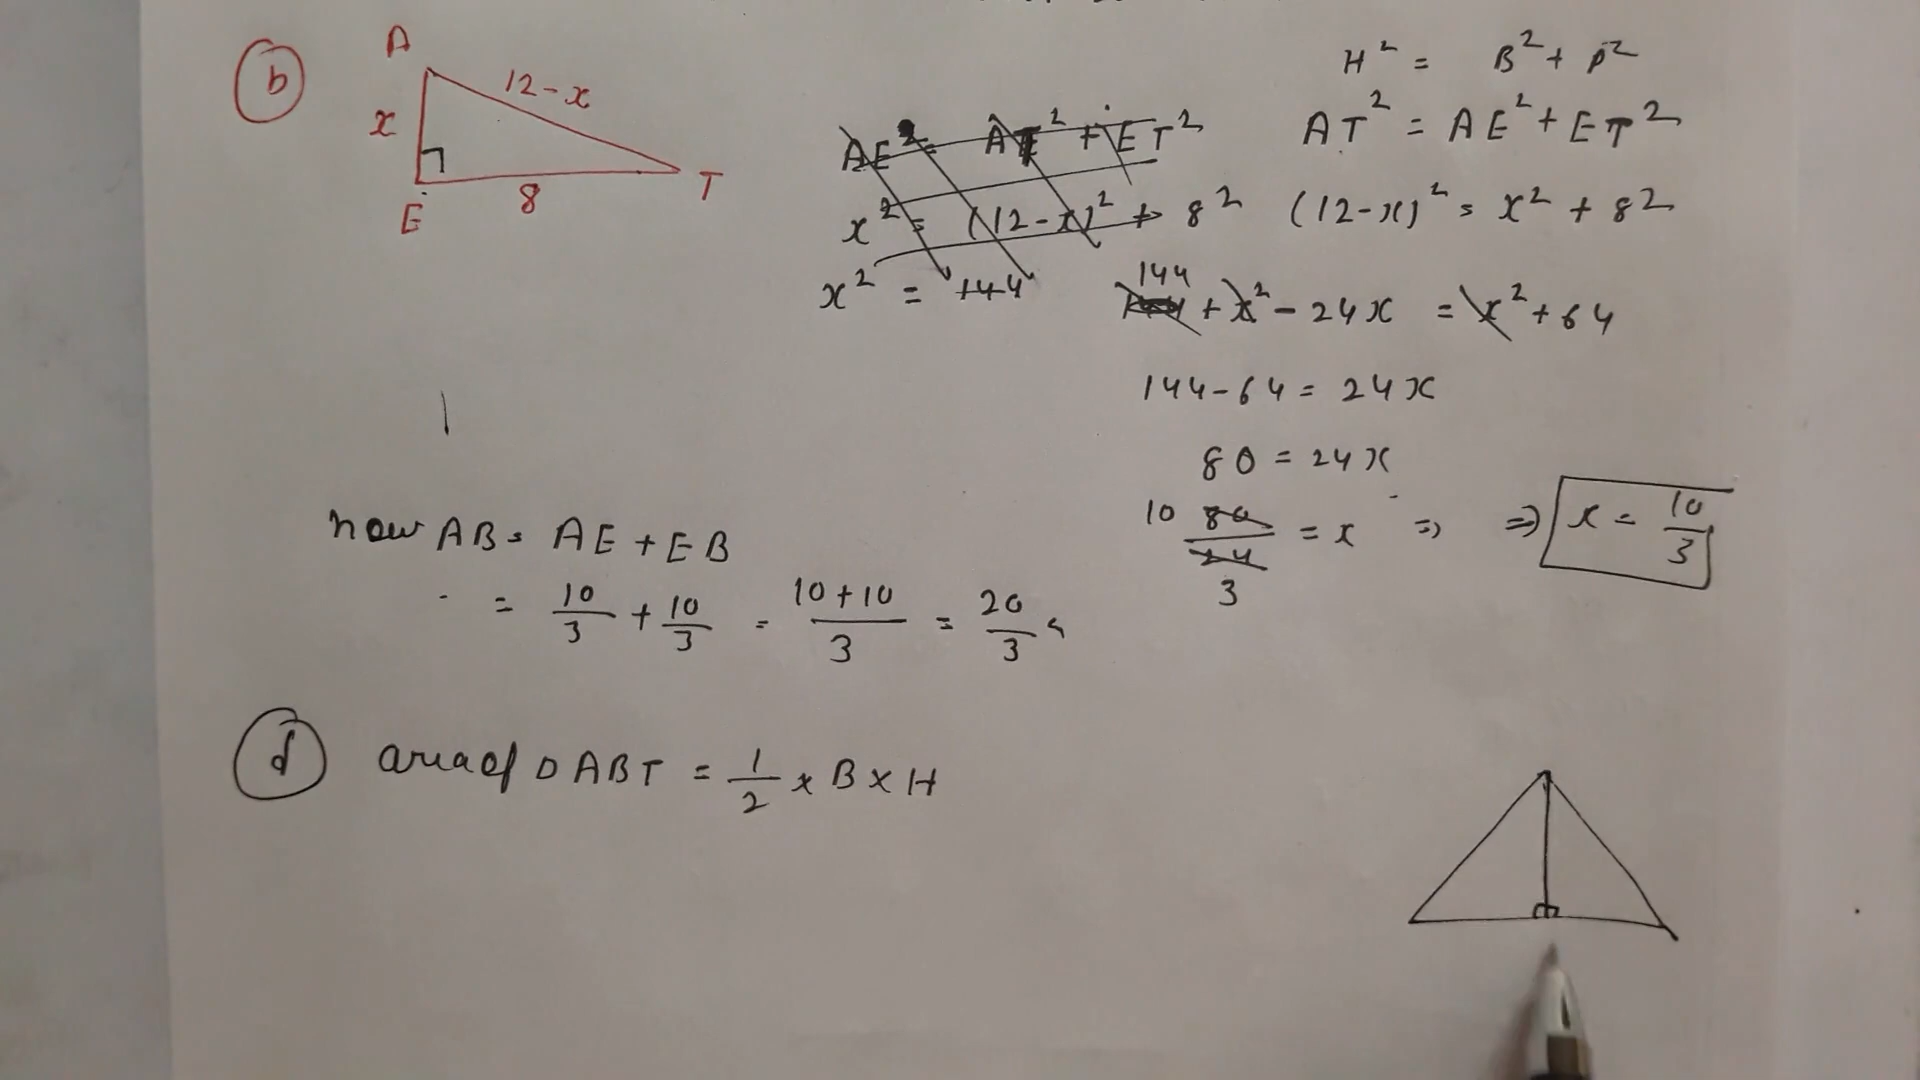 b
A
12-x
x
8
E
T
AE² = AT² + ET²
x² = (12-x)² + 8²
x² = 144
H² = B² + P²
AT² = AE² + ET²
(12-x)² = x² + 8²
144 + x² - 24x = x² + 64
144-64 = 24x
80 = 24x
10 80/24 3 = x ⇒ ⇒ x = 10/3
now AB = AE + EB
= 10/3 + 10/3 = 10+10/3 = 20/3
d area of Δ ABT = 1/2 × B × H